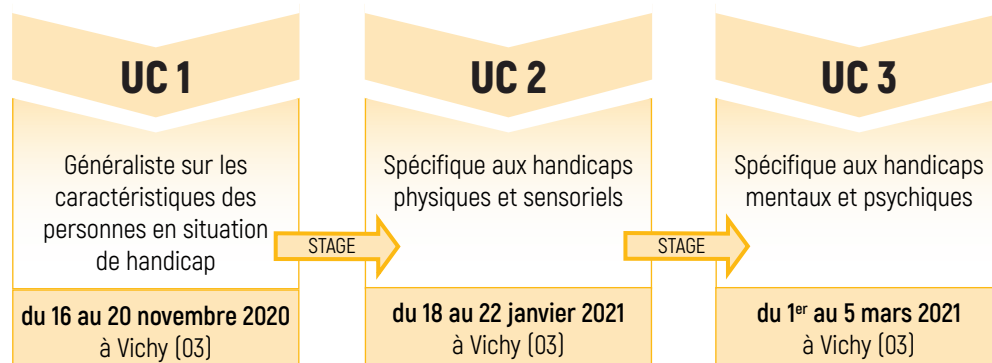 UC 1
Généraliste sur les
caractéristiques des
personnes en situation
de handicap
du 16 au 20 novembre 2020
à Vichy (03)
STAGE
UC 2
Spécifique aux handicaps
physiques et sensoriels
du 18 au 22 janvier 2021
à Vichy (03)
STAGE
UC 3
Spécifique aux handicaps
mentaux et psychiques
du 1er au 5 mars 2021
à Vichy (03)